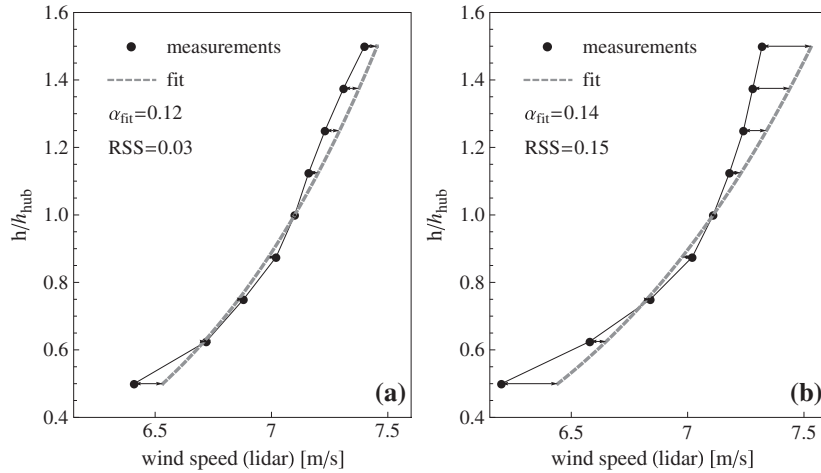 1.6
measurements
1.4
fit
α_fit=0.12
RSS=0.03
1.2
h/h_hub
1.0
0.8
0.6
(a)
0.4
6.5 7 7.5
wind speed (lidar) [m/s]
1.6
measurements
1.4
fit
α_fit=0.14
RSS=0.15
1.2
h/h_hub
1.0
0.8
0.6
(b)
0.4
6.5 7 7.5
wind speed (lidar) [m/s]